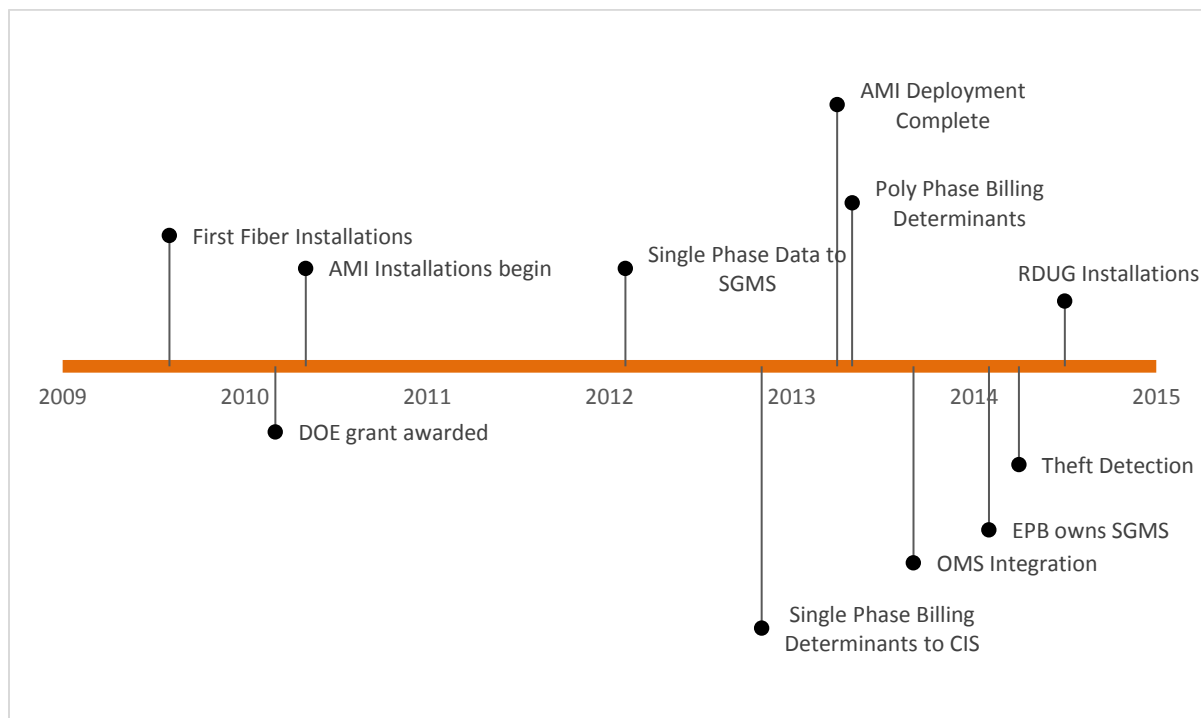 AMI Deployment
Complete
Poly Phase Billing
Determinants
First Fiber Installations
AMI Installations begin
Single Phase Data to
SGMS
RDUG Installations
2009 2010 2011 2012 2013 2014 2015
DOE grant awarded
Theft Detection
EPB owns SGMS
OMS Integration
Single Phase Billing
Determinants to CIS